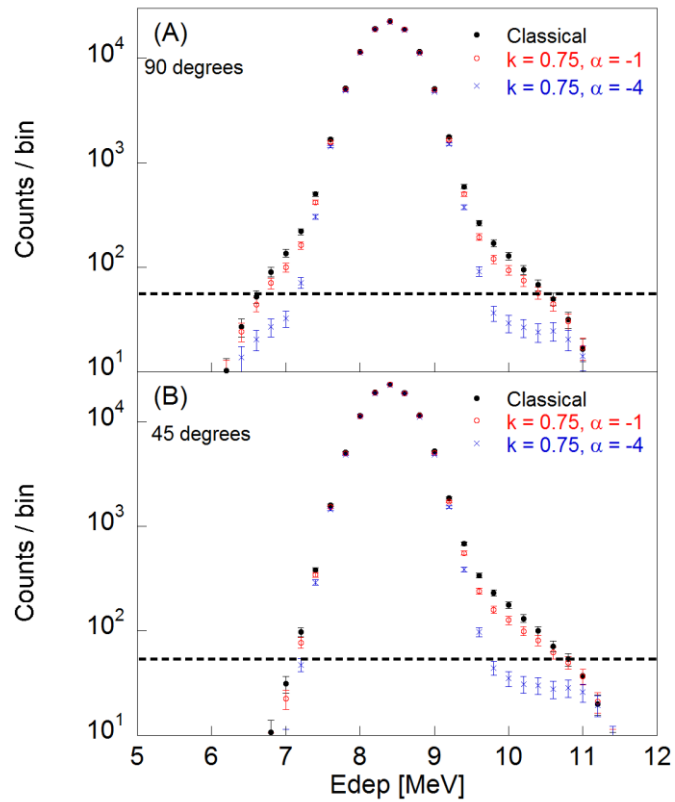 (A)
90 degrees
Classical
k = 0.75, α = -1
k = 0.75, α = -4
Counts / bin
10⁴
10³
10²
10¹
(B)
45 degrees
Classical
k = 0.75, α = -1
k = 0.75, α = -4
Counts / bin
10⁴
10³
10²
10¹
5 6 7 8 9 10 11 12
Edep [MeV]